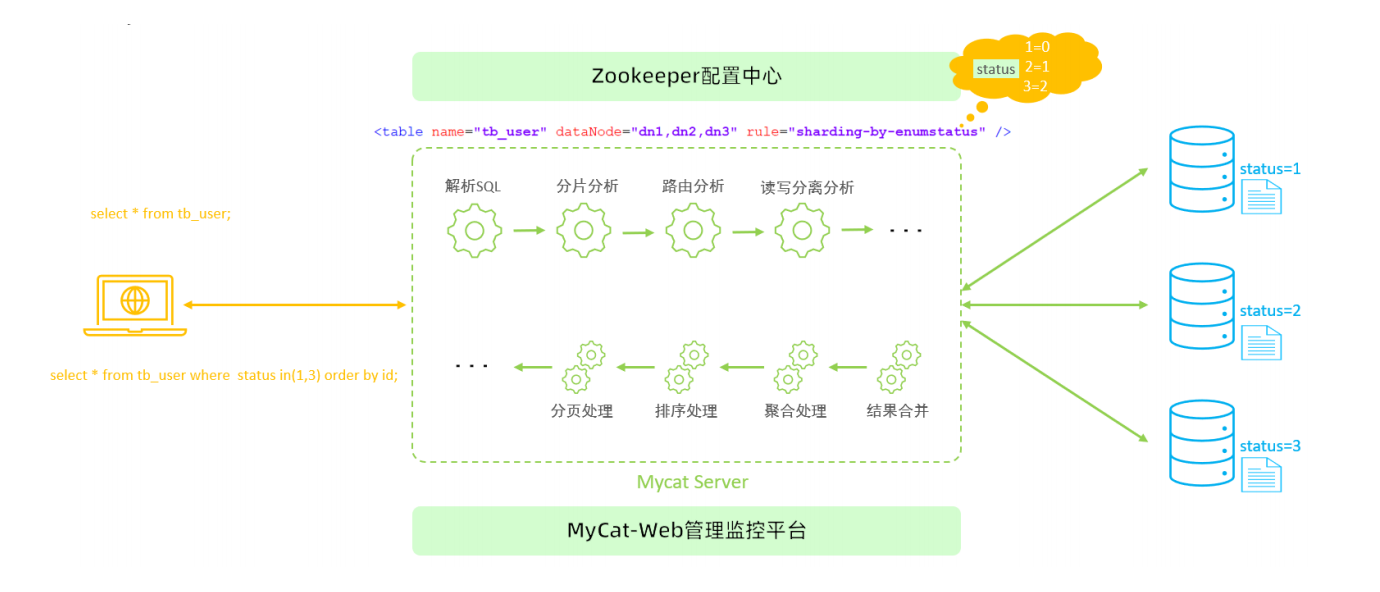 Zookeeper配置中心
status
1=0
2=1
3=2
<table name="tb_user" dataNode="dn1,dn2,dn3" rule="sharding-by-enumstatus" />
解析SQL
分片分析
路由分析
读写分离分析
. . .
select * from tb_user;
select * from tb_user where  status in(1,3) order by id;
. . .
分页处理
排序处理
聚合处理
结果合并
Mycat Server
MyCat-Web管理监控平台
status=1
status=2
status=3